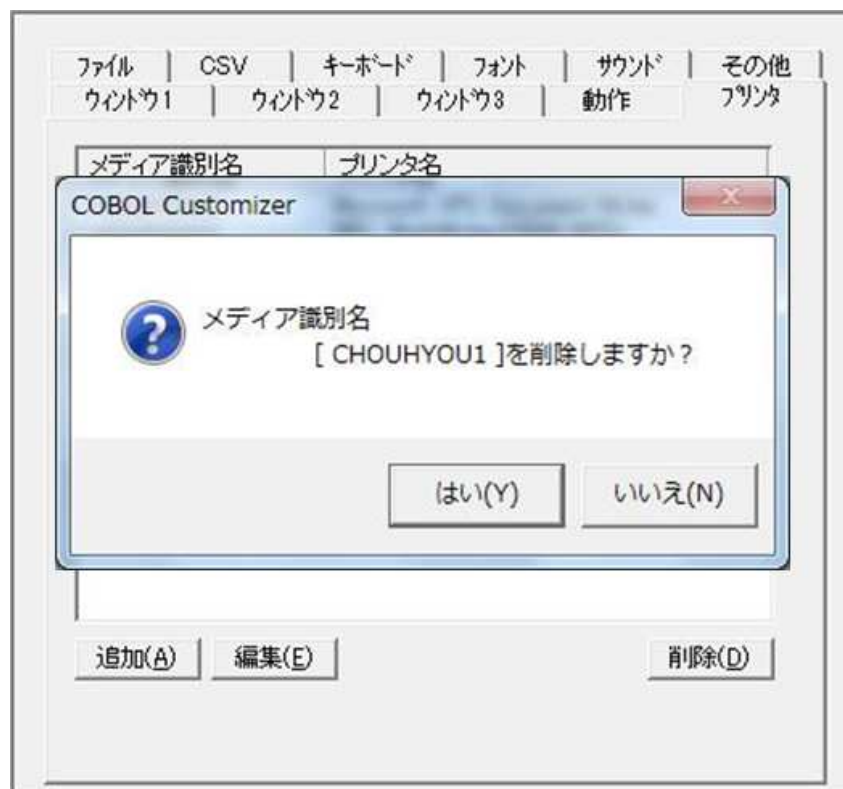 ファイル CSV キーボード フォント サウンド その他
ウィンドウ1 ウィンドウ2 ウィンドウ3 動作 プリンタ
メディア識別名 プリンタ名
COBOL Customizer
メディア識別名
[ CHOUHYOU1 ]を削除しますか？
はい(Y) いいえ(N)
追加(A) 編集(E) 削除(D)